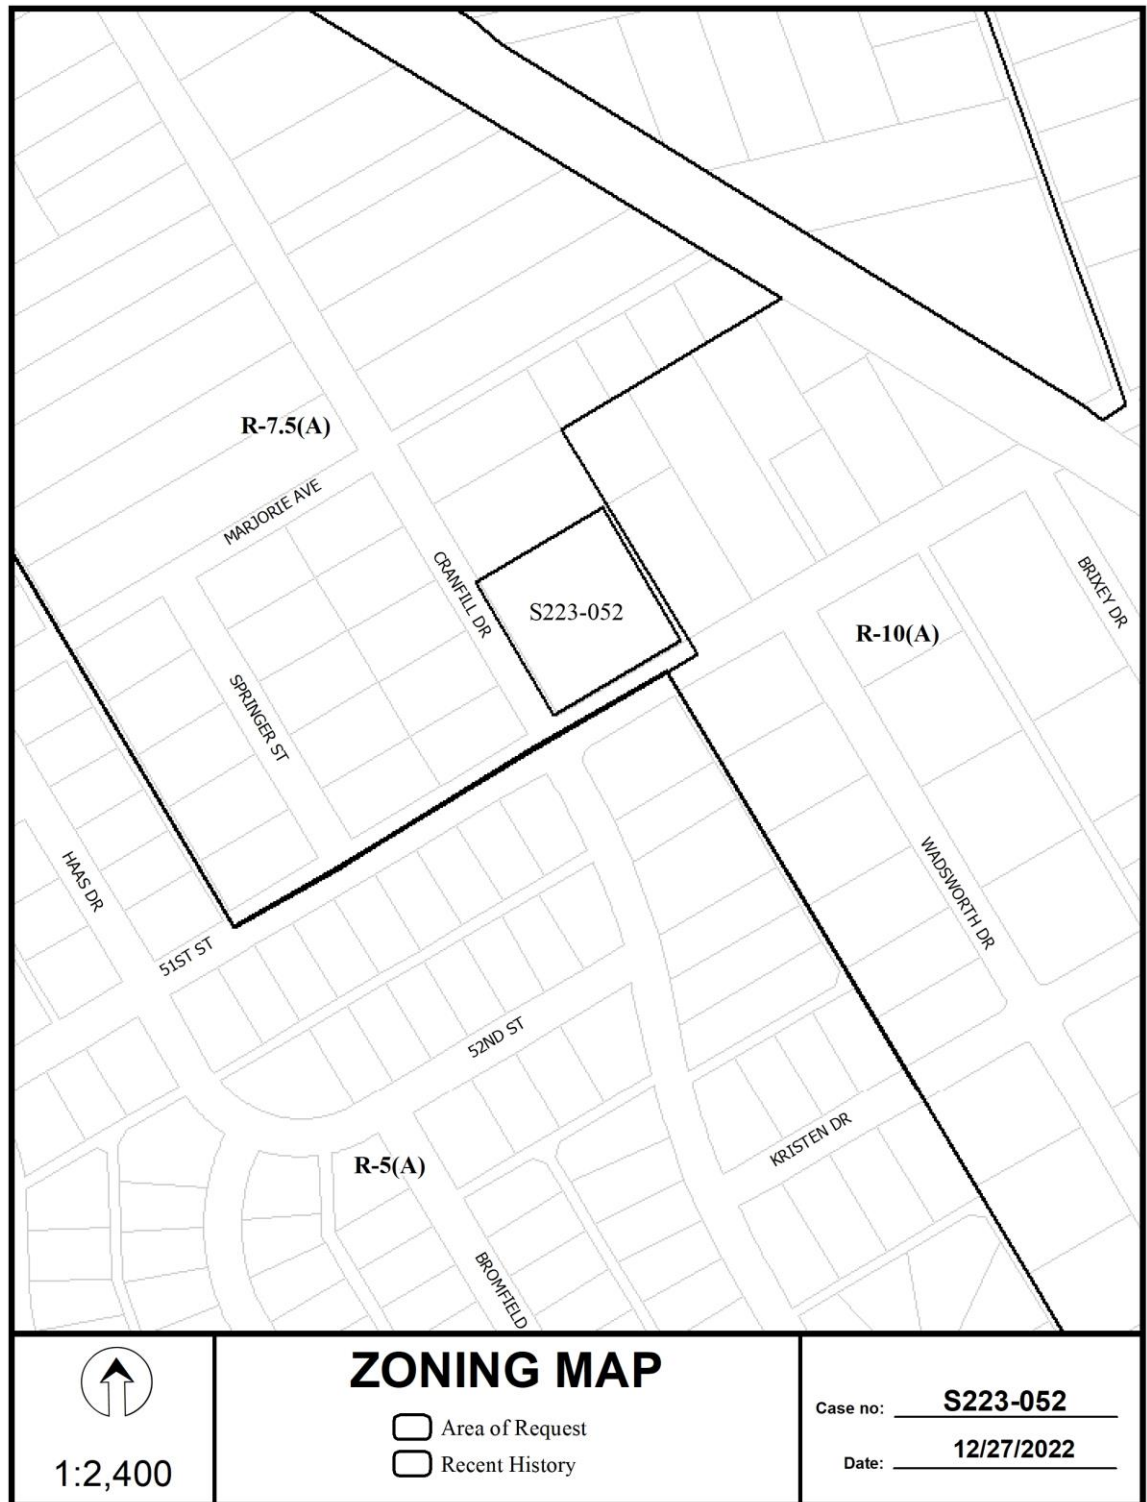 R-7.5(A)
MARJORIE AVE
CRANFILL DR
S223-052
BRIXEY DR
R-10(A)
SPRINGER ST
HAAS DR
WADSWORTH DR
51ST ST
52ND ST
KRISTEN DR
R-5(A)
BROMFIELD
1:2,400
ZONING MAP
Area of Request
Recent History
Case no: S223-052
Date: 12/27/2022